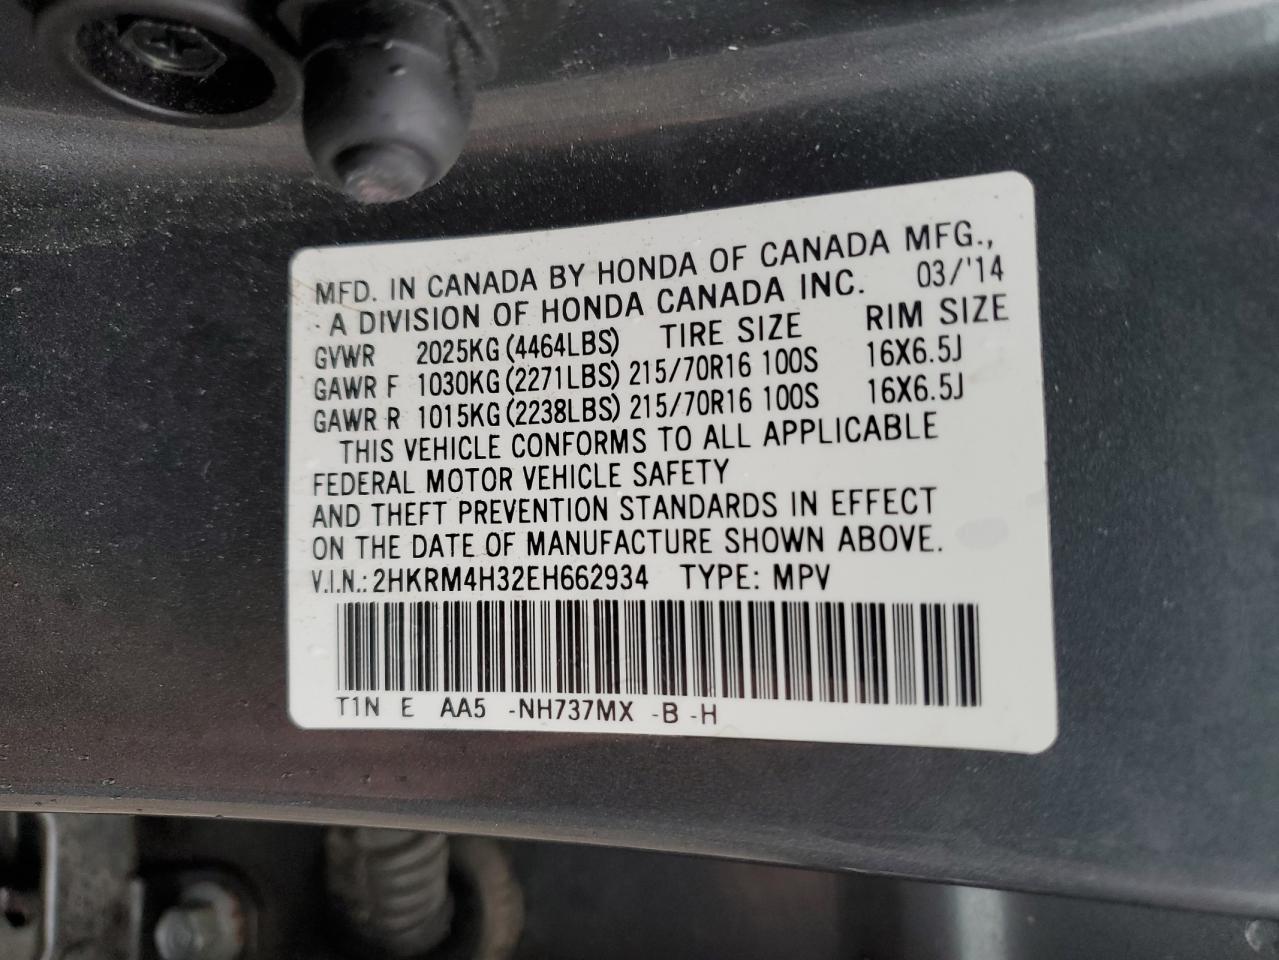 MFD. IN CANADA BY HONDA OF CANADA MFG.,
A DIVISION OF HONDA CANADA INC. 03/'14
GVWR 2025KG (4464LBS) TIRE SIZE RIM SIZE
GAWR F 1030KG (2271LBS) 215/70R16 100S 16X6.5J
GAWR R 1015KG (2238LBS) 215/70R16 100S 16X6.5J
THIS VEHICLE CONFORMS TO ALL APPLICABLE
FEDERAL MOTOR VEHICLE SAFETY
AND THEFT PREVENTION STANDARDS IN EFFECT
ON THE DATE OF MANUFACTURE SHOWN ABOVE.
V.I.N.: 2HKRM4H32EH662934 TYPE: MPV
T1N E AA5 -NH737MX -B -H